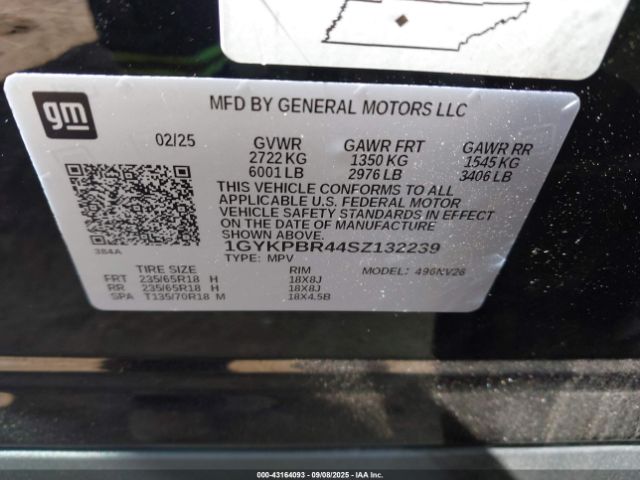 gm
MFD BY GENERAL MOTORS LLC
02/25 GVWR GAWR FRT GAWR RR
2722 KG 1350 KG 1545 KG
6001 LB 2976 LB 3406 LB
THIS VEHICLE CONFORMS TO ALL
APPLICABLE U.S. FEDERAL MOTOR
VEHICLE SAFETY STANDARDS IN EFFECT
ON THE DATE OF MANUFACTURE
SHOWN ABOVE.
384A 1GYKPBR44SZ132239
TYPE: MPV MODEL: 496NV26
TIRE SIZE RIM
FRT 235/65R18 H 18X8J
RR 235/65R18 H 18X8J
SPA T135/70R18 M 18X4.5B
000-43164093 - 09/08/2025 - IAAI, INC.